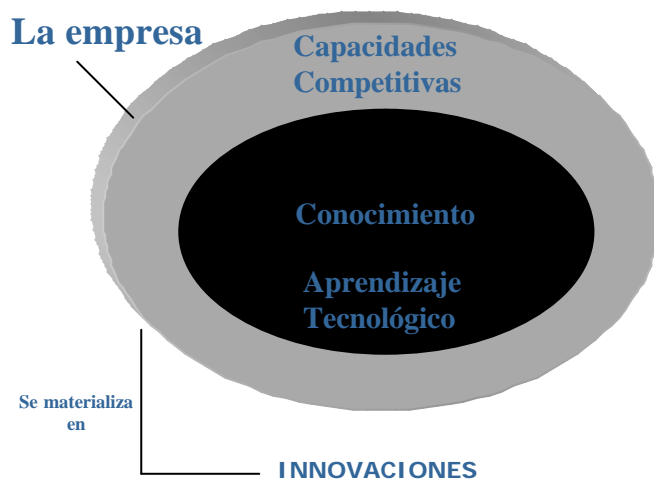 La empresa
Capacidades
Competitivas
Conocimiento
Aprendizaje
Tecnológico
Se materializa
en
INNOVACIONES